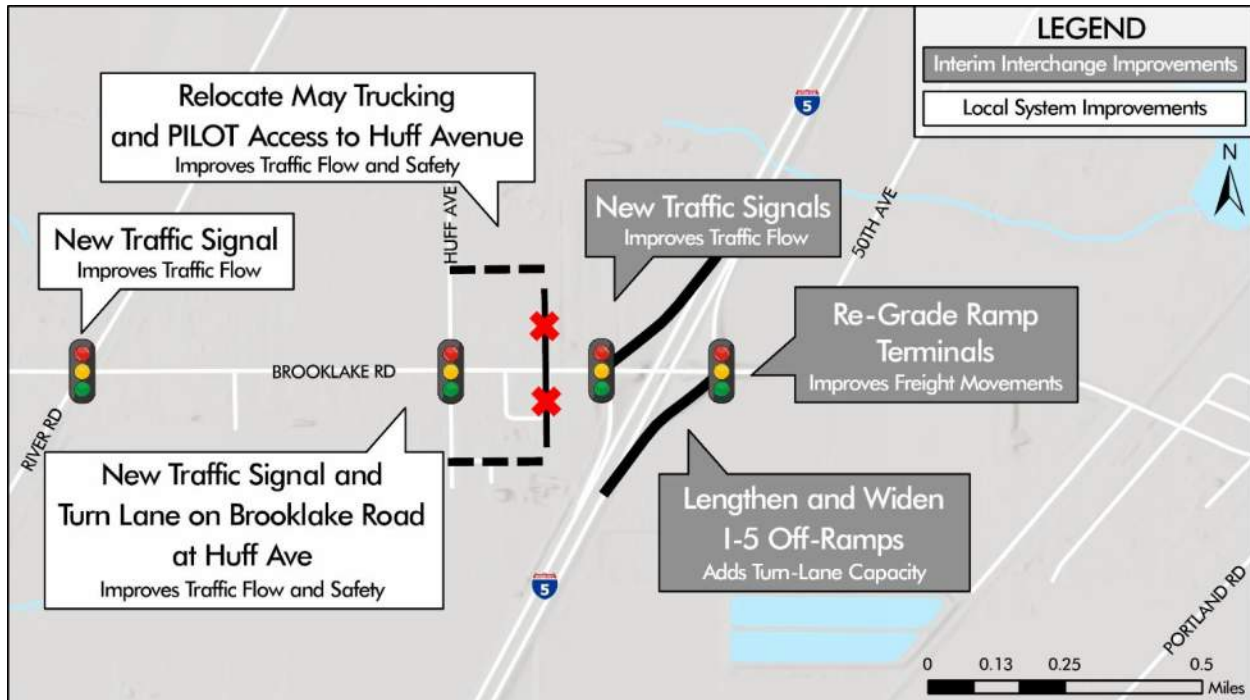 LEGEND
Interim Interchange Improvements
Local System Improvements
N
Relocate May Trucking
and PILOT Access to Huff Avenue
Improves Traffic Flow and Safety
5
New Traffic Signals
Improves Traffic Flow
50TH AVE
HUFF AVE
New Traffic Signal
Improves Traffic Flow
Re-Grade Ramp
Terminals
Improves Freight Movements
BROOKLAKE RD
RIVER RD
New Traffic Signal and
Turn Lane on Brooklake Road
at Huff Ave
Improves Traffic Flow and Safety
Lengthen and Widen
I-5 Off-Ramps
Adds Turn-Lane Capacity
5
PORTLAND RD
0 0.13 0.25 0.5
Miles